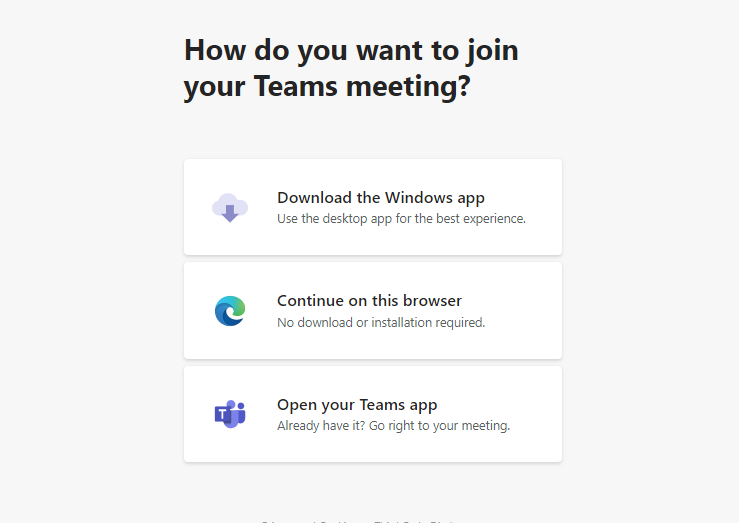 How do you want to join
your Teams meeting?
Download the Windows app
Use the desktop app for the best experience.
Continue on this browser
No download or installation required.
T
Open your Teams app
Already have it? Go right to your meeting.